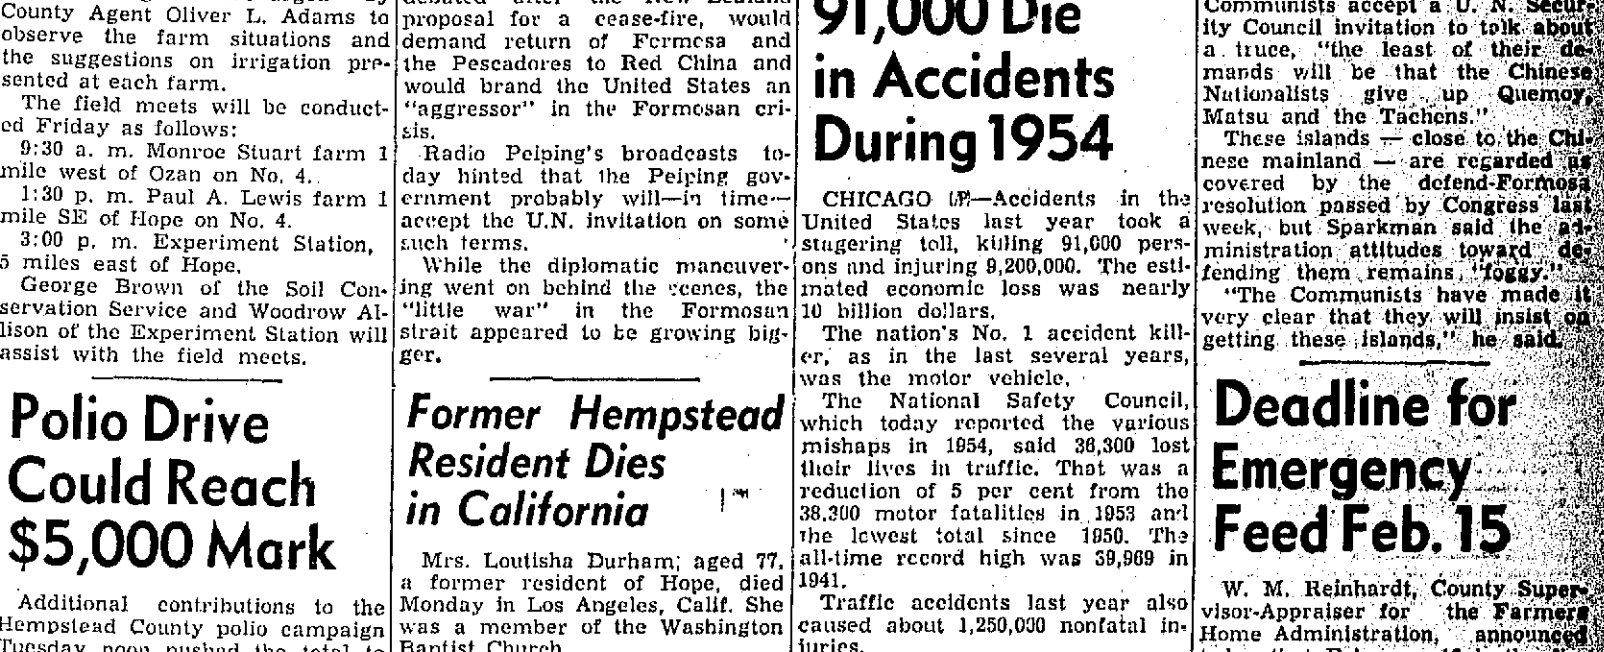 County Agent Oliver L. Adams to
observe the farm situations and
the suggestions on irrigation pre-
sented at each farm.
The field meets will be conduct-
ed Friday as follows:
9:30 a. m. Monroe Stuart farm 1
mile west of Ozan on No. 4.
1:30 p. m. Paul A. Lewis farm 1
mile SE of Hope on No. 4.
3:00 p. m. Experiment Station,
5 miles east of Hope.
George Brown of the Soil Con-
servation Service and Woodrow Al-
lison of the Experiment Station will
assist with the field meets.
Polio Drive
Could Reach
$5,000 Mark
Additional contributions to the
Hempstead County polio campaign
Tuesday noon pushed the total to
proposal for a cease-fire, would
demand return of Formosa and
the Pescadores to Red China and
would brand the United States an
"aggressor" in the Formosan cri-
sis.
Radio Peiping's broadcasts to-
day hinted that the Peiping gov-
ernment probably will—in time—
accept the U.N. invitation on some
such terms.
While the diplomatic maneuver-
ing went on behind the scenes, the
"little war" in the Formosan
strait appeared to be growing big-
ger.
Former Hempstead
Resident Dies
in California
Mrs. Loutisha Durham, aged 77,
a former resident of Hope, died
Monday in Los Angeles, Calif. She
was a member of the Washington
Baptist Church
91,000 Die
in Accidents
During 1954
CHICAGO (P)—Accidents in the
United States last year took a
stagering toll, killing 91,000 pers-
ons and injuring 9,200,000. The esti-
mated economic loss was nearly
10 billion dollars.
The nation's No. 1 accident kill-
er, as in the last several years,
was the motor vehicle.
The National Safety Council,
which today reported the various
mishaps in 1954, said 36,300 lost
their lives in traffic. That was a
reduction of 5 per cent from the
38,300 motor fatalities in 1953 and
the lowest total since 1950. The
all-time record high was 39,969 in
1941.
Traffic accidents last year also
caused about 1,250,000 nonfatal in-
juries.
Communists accept a U. N. Secur-
ity Council invitation to talk about
a truce, "the least of their de-
mands will be that the Chinese
Nationalists give up Quemoy,
Matsu and the Tachens."
These islands — close to the Chi-
nese mainland — are regarded as
covered by the defend-Formosa
resolution passed by Congress last
week, but Sparkman said the ad-
ministration attitudes toward de-
fending them remains "foggy."
"The Communists have made it
very clear that they will insist on
getting these islands," he said.
Deadline for
Emergency
Feed Feb. 15
W. M. Reinhardt, County Super-
visor-Appraiser for the Farmers
Home Administration, announced